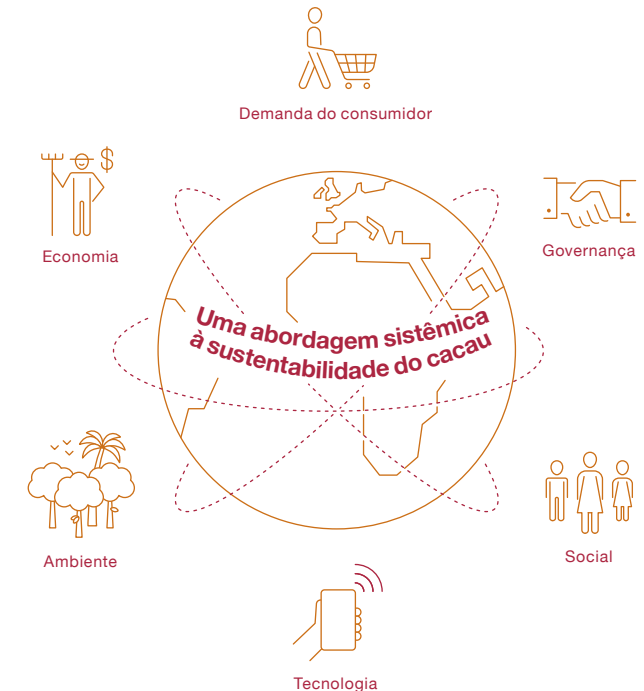 Demanda do consumidor
Economia
Governança
Uma abordagem sistêmica
à sustentabilidade do cacau
Ambiente
Social
Tecnologia